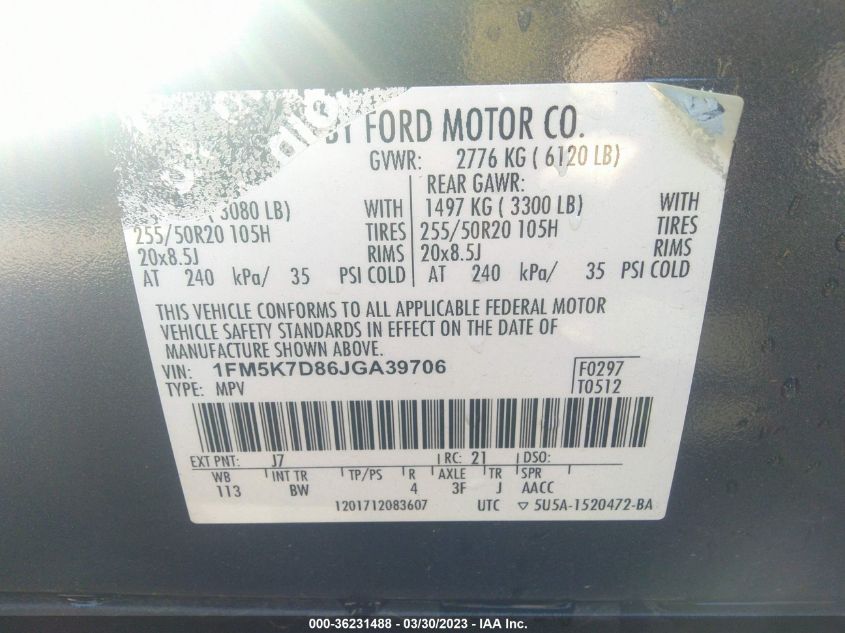 BY FORD MOTOR CO.
GVWR: 2776 KG ( 6120 LB)
REAR GAWR:
( 3080 LB) WITH 1497 KG ( 3300 LB) WITH
255/50R20 105H TIRES 255/50R20 105H TIRES
20x8.5J RIMS 20x8.5J RIMS
AT 240 kPa/ 35 PSI COLD AT 240 kPa/ 35 PSI COLD
THIS VEHICLE CONFORMS TO ALL APPLICABLE FEDERAL MOTOR
VEHICLE SAFETY STANDARDS IN EFFECT ON THE DATE OF
MANUFACTURE SHOWN ABOVE.
VIN: 1FM5K7D86JGA39706 F0297
TYPE: MPV T0512
EXT PNT: J7 RC: 21 DSO:
WB INT TR TP/PS R AXLE TR SPR
113 BW 4 3F J AACC
1201712083607 UTC ▽ 5U5A-1520472-BA
000-36231488 - 03/30/2023 - IAA Inc.